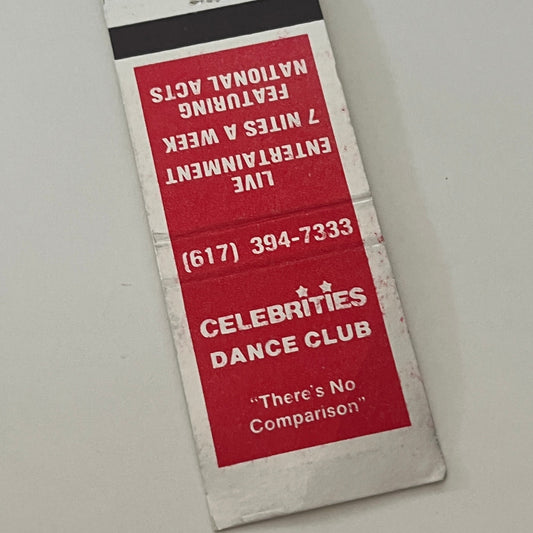 LIVE
ENTERTAINMENT
7 NITES A WEEK
FEATURING
NATIONAL ACTS
(617) 394-7333
CELEBRITIES
DANCE CLUB
"There's No
Comparison"